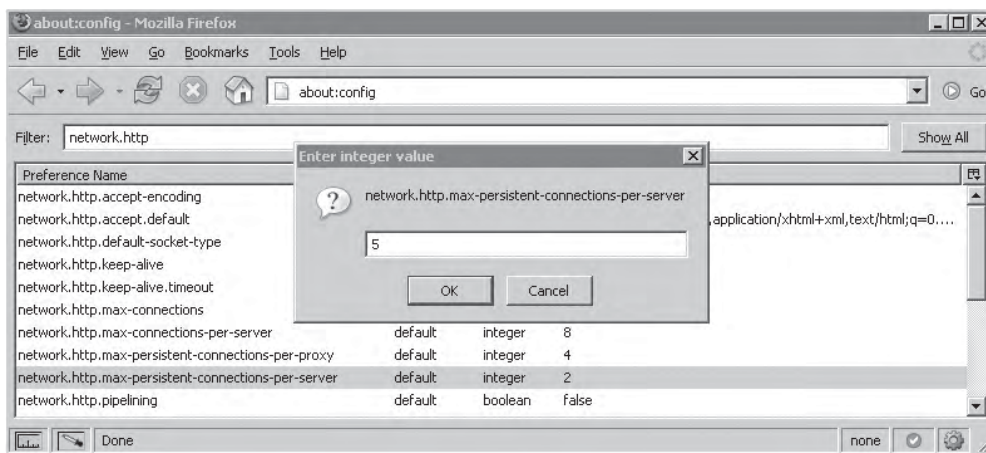 about:config - Mozilla Firefox
File Edit View Go Bookmarks Tools Help
about:config Go
Filter: network.http Show All
Enter integer value
network.http.max-persistent-connections-per-server
5
OK Cancel
Preference Name
network.http.accept-encoding
network.http.accept.default ,application/xhtml+xml,text/html;q=0....
network.http.default-socket-type
network.http.keep-alive
network.http.keep-alive.timeout
network.http.max-connections
network.http.max-connections-per-server default integer 8
network.http.max-persistent-connections-per-proxy default integer 4
network.http.max-persistent-connections-per-server default integer 2
network.http.pipelining default boolean false
Done none